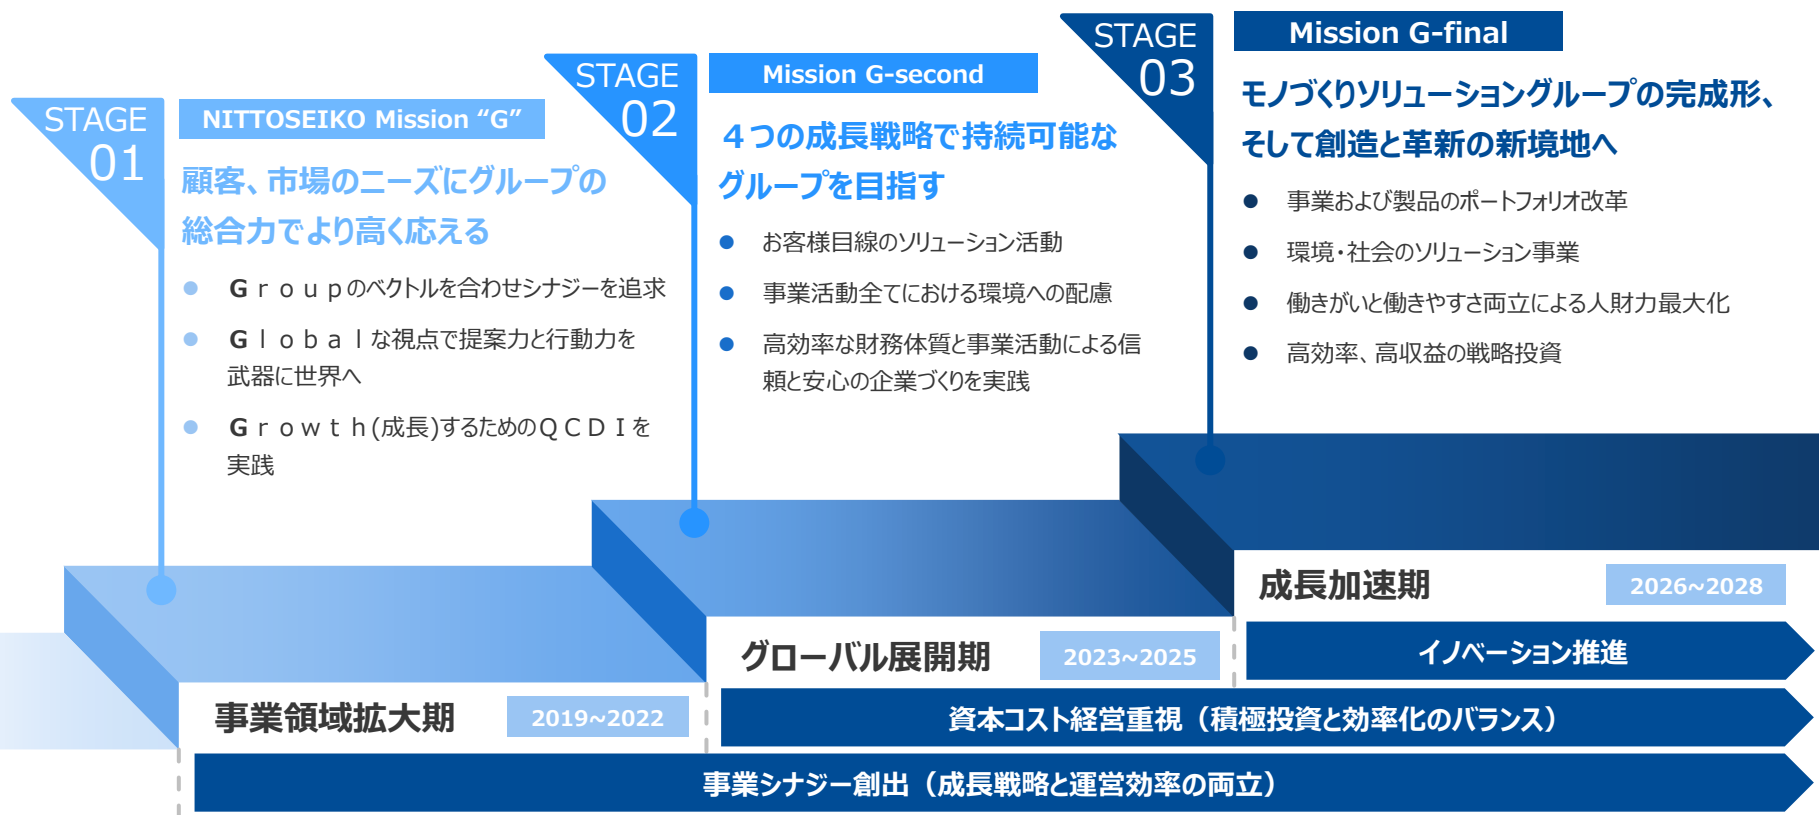 STAGE
01
NITTOSEIKO Mission “G”
顧客、市場のニーズにグループの
総合力でより高く応える
Ｇｒｏｕｐのベクトルを合わせシナジーを追求
Ｇｌｏｂａｌな視点で提案力と行動力を
武器に世界へ
Ｇｒｏｗｔｈ(成長)するためのＱＣＤＩを
実践
STAGE
02
Mission G-second
４つの成長戦略で持続可能な
グループを目指す
お客様目線のソリューション活動
事業活動全てにおける環境への配慮
高効率な財務体質と事業活動による信
頼と安心の企業づくりを実践
STAGE
03
Mission G-final
モノづくりソリューショングループの完成形、
そして創造と革新の新境地へ
事業および製品のポートフォリオ改革
環境・社会のソリューション事業
働きがいと働きやすさ両立による人財力最大化
高効率、高収益の戦略投資
成長加速期
2026~2028
イノベーション推進
グローバル展開期
2023~2025
資本コスト経営重視（積極投資と効率化のバランス）
事業領域拡大期
2019~2022
事業シナジー創出（成長戦略と運営効率の両立）